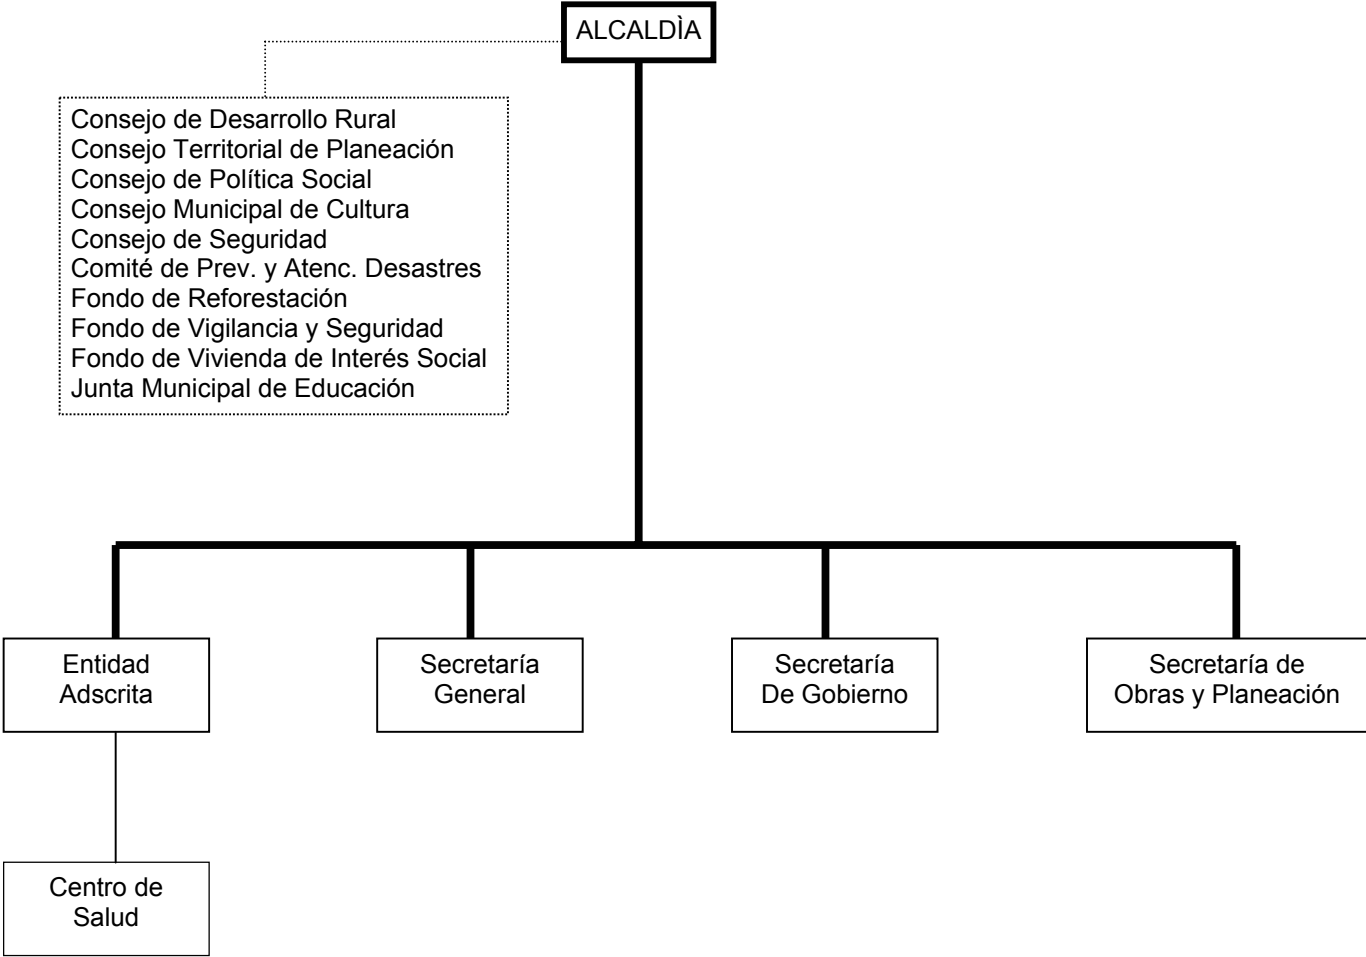 ALCALDÌA
Consejo de Desarrollo Rural
Consejo Territorial de Planeación
Consejo de Política Social
Consejo Municipal de Cultura
Consejo de Seguridad
Comité de Prev. y Atenc. Desastres
Fondo de Reforestación
Fondo de Vigilancia y Seguridad
Fondo de Vivienda de Interés Social
Junta Municipal de Educación
Entidad
Adscrita
Secretaría
General
Secretaría
De Gobierno
Secretaría de
Obras y Planeación
Centro de
Salud